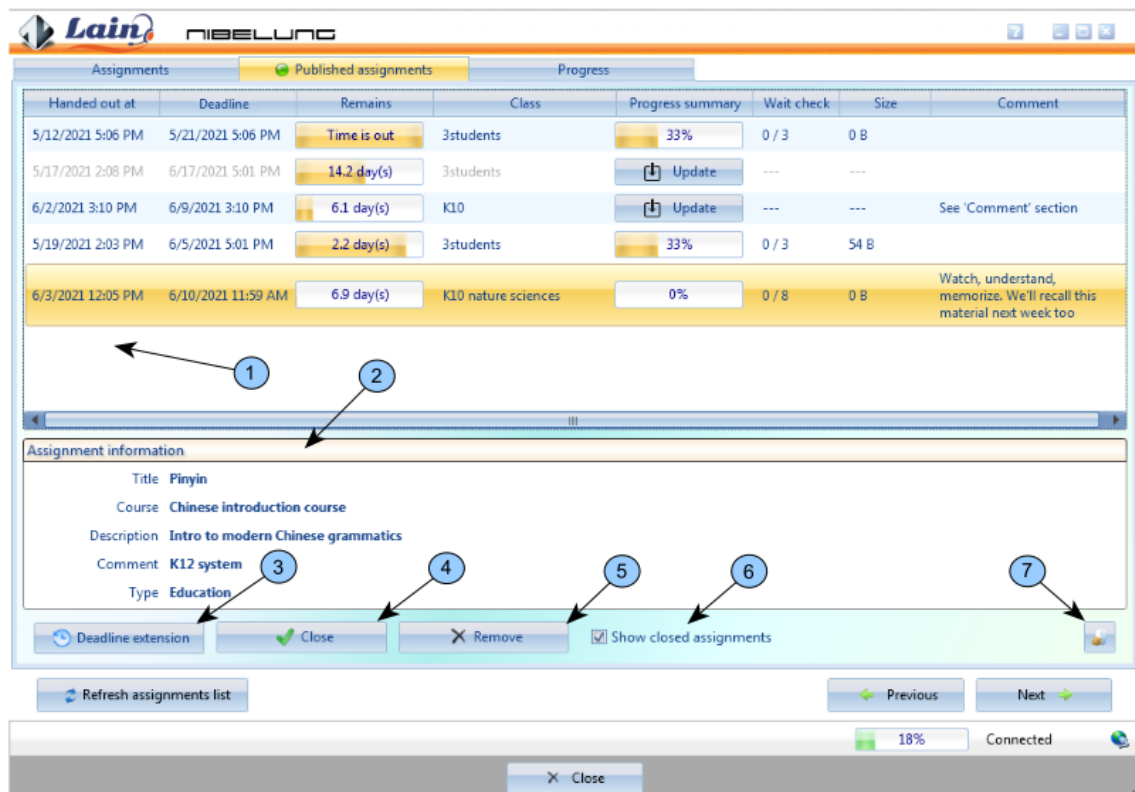 Lain NIBELUNG
?
Assignments Published assignments Progress
Handed out at Deadline Remains Class Progress summary Wait check Size Comment
5/12/2021 5:06 PM 5/21/2021 5:06 PM Time is out 3students 33% 0 / 3 0 B
5/17/2021 2:08 PM 6/17/2021 5:01 PM 14.2 day(s) 3students Update --- ---
6/2/2021 3:10 PM 6/9/2021 3:10 PM 6.1 day(s) K10 Update --- --- See 'Comment' section
5/19/2021 2:03 PM 6/5/2021 5:01 PM 2.2 day(s) 3students 33% 0 / 3 54 B
Watch, understand,
6/3/2021 12:05 PM 6/10/2021 11:59 AM 6.9 day(s) K10 nature sciences 0% 0 / 8 0 B memorize. We'll recall this
material next week too
1
2
Assignment information
Title Pinyin
Course Chinese introduction course
Description Intro to modern Chinese grammatics
Comment K12 system
Type Education
3 4 5 6 7
Deadline extension Close Remove Show closed assignments
Refresh assignments list Previous Next
18% Connected
Close